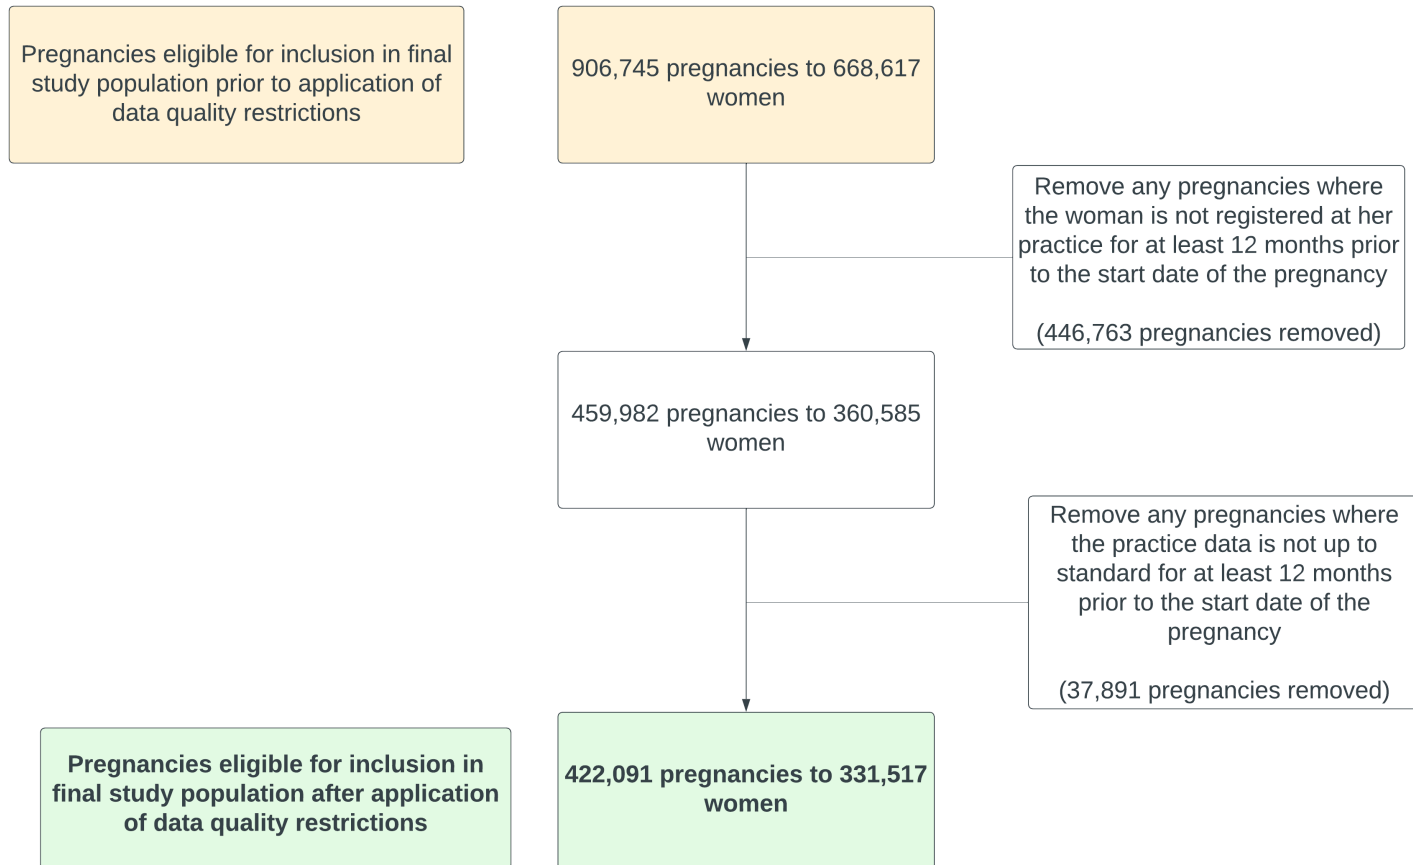 Pregnancies eligible for inclusion in final
study population prior to application of
data quality restrictions
906,745 pregnancies to 668,617
women
Remove any pregnancies where
the woman is not registered at her
practice for at least 12 months prior
to the start date of the pregnancy
(446,763 pregnancies removed)
459,982 pregnancies to 360,585
women
Remove any pregnancies where
the practice data is not up to
standard for at least 12 months
prior to the start date of the
pregnancy
(37,891 pregnancies removed)
Pregnancies eligible for inclusion in
final study population after application
of data quality restrictions
422,091 pregnancies to 331,517
women